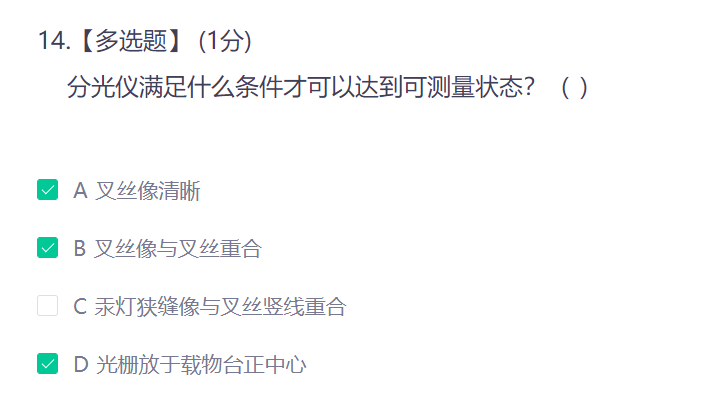 14.【多选题】 (1分)
分光仪满足什么条件才可以达到可测量状态？（ ）
A 叉丝像清晰
B 叉丝像与叉丝重合
C 汞灯狭缝像与叉丝竖线重合
D 光栅放于载物台正中心